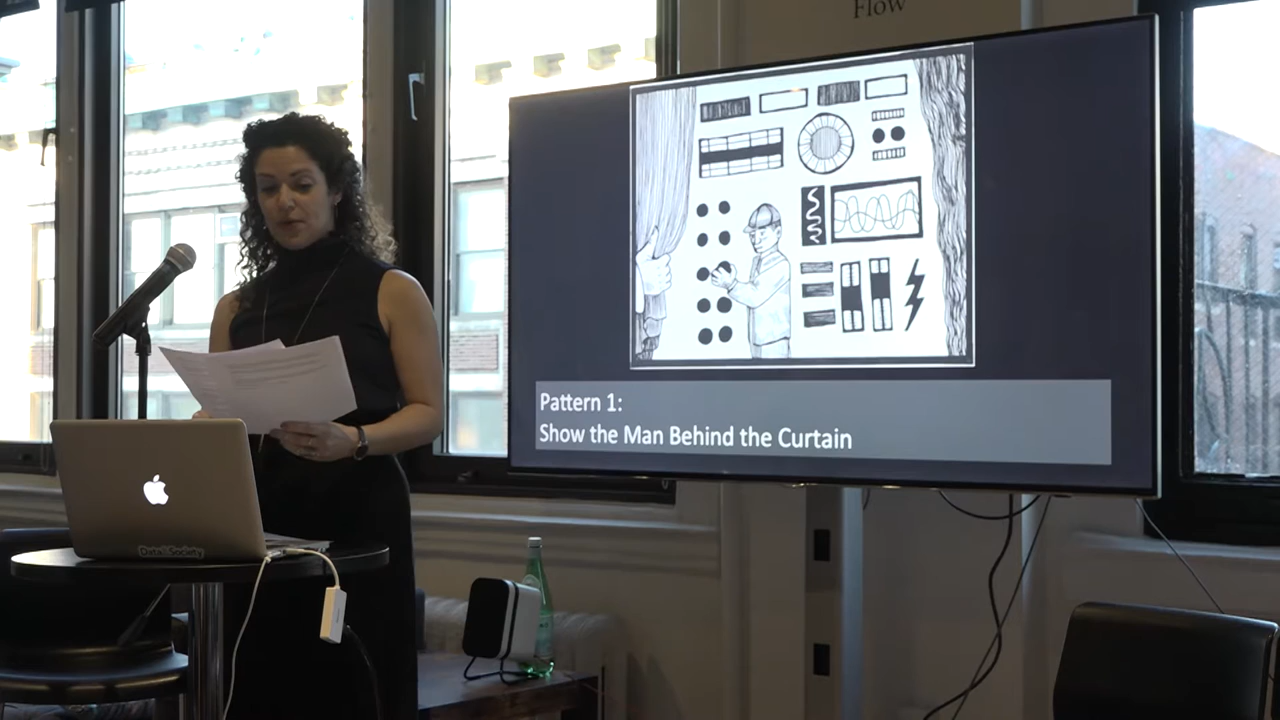 Flow
Pattern 1:
Show the Man Behind the Curtain
Data & Society